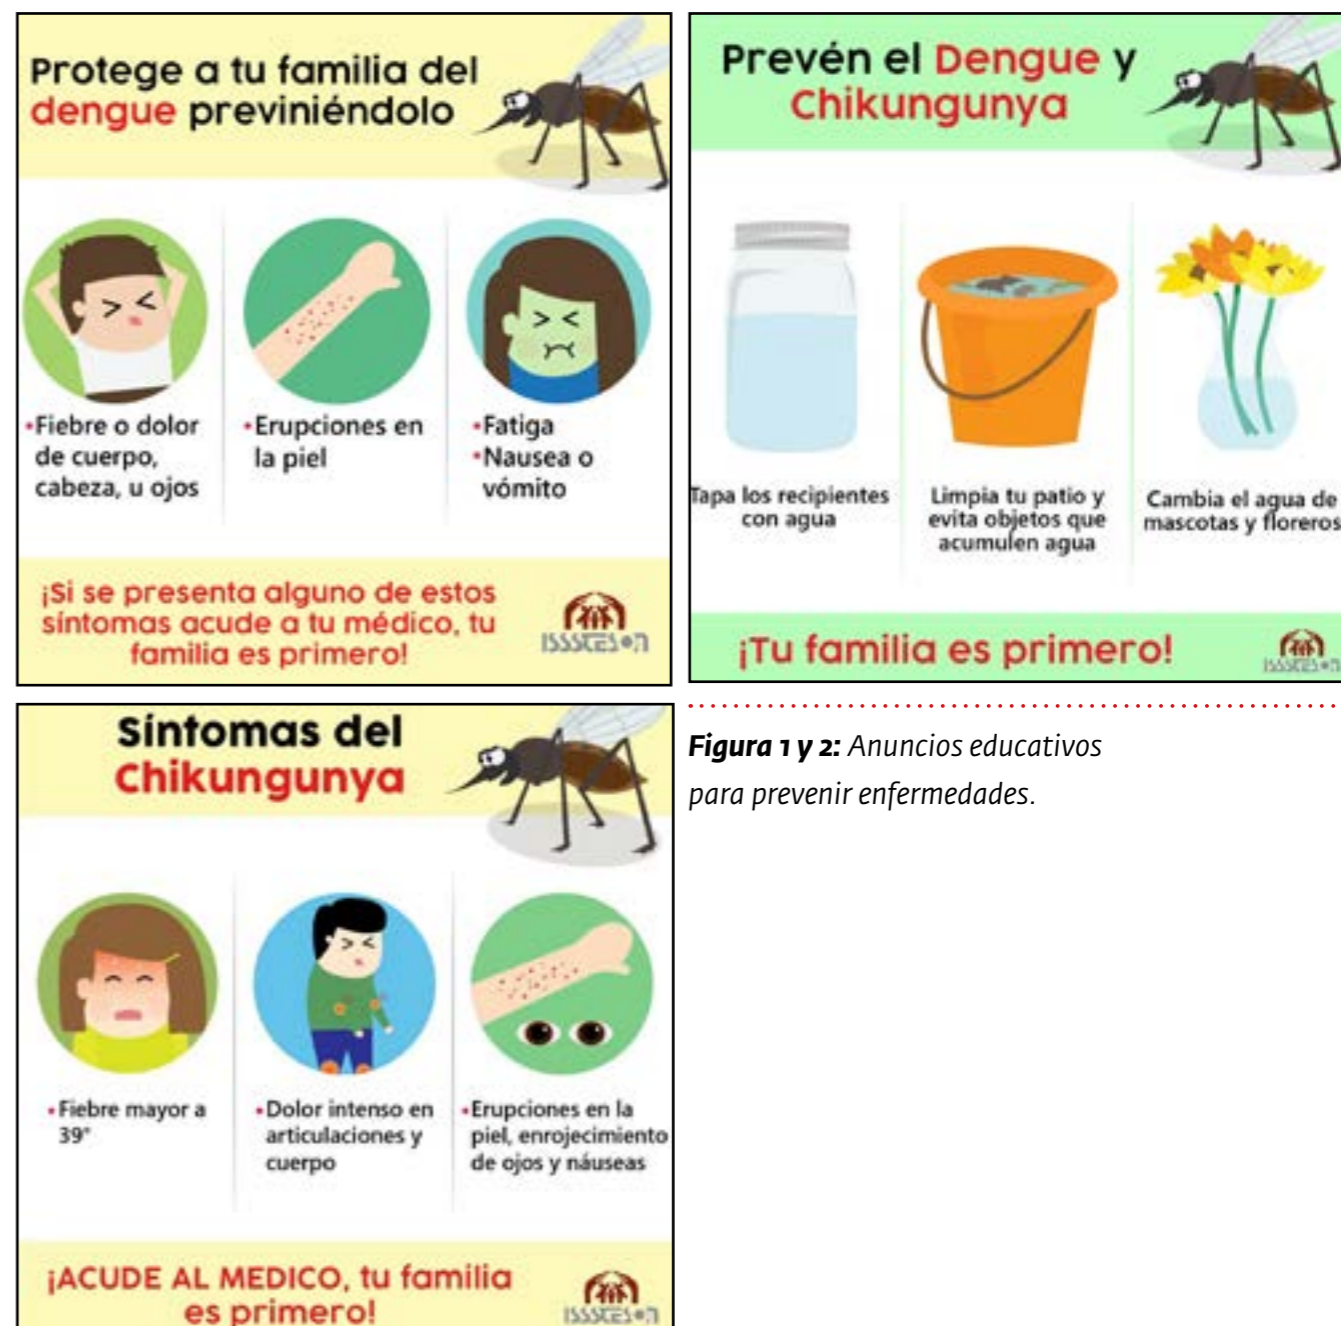 Protege a tu familia del
dengue previniéndolo
•Fiebre o dolor
de cuerpo,
cabeza, u ojos
•Erupciones en
la piel
•Fatiga
•Nausea o
vómito
¡Si se presenta alguno de estos
síntomas acude a tu médico, tu
familia es primero!
ISSSTESON
Prevén el Dengue y
Chikungunya
Tapa los recipientes
con agua
Limpia tu patio y
evita objetos que
acumulen agua
Cambia el agua de
mascotas y floreros
¡Tu familia es primero!
ISSSTESON
Síntomas del
Chikungunya
•Fiebre mayor a
39°
•Dolor intenso en
articulaciones y
cuerpo
•Erupciones en la
piel, enrojecimiento
de ojos y náuseas
¡ACUDE AL MEDICO, tu familia
es primero!
ISSSTESON
Figura 1 y 2: Anuncios educativos
para prevenir enfermedades.